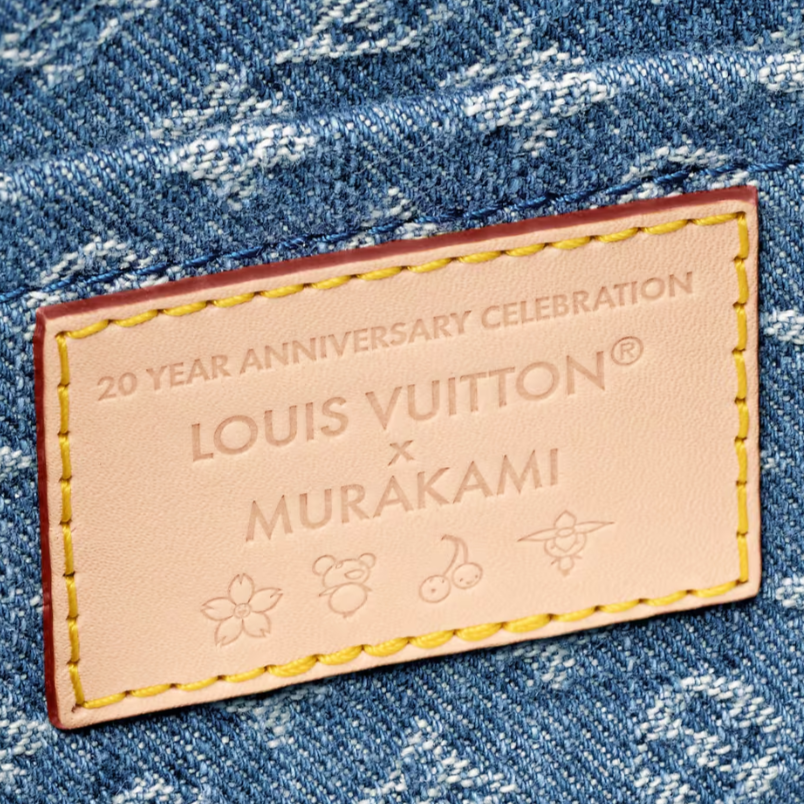 20 YEAR ANNIVERSARY CELEBRATION
LOUIS VUITTON®
x
MURAKAMI